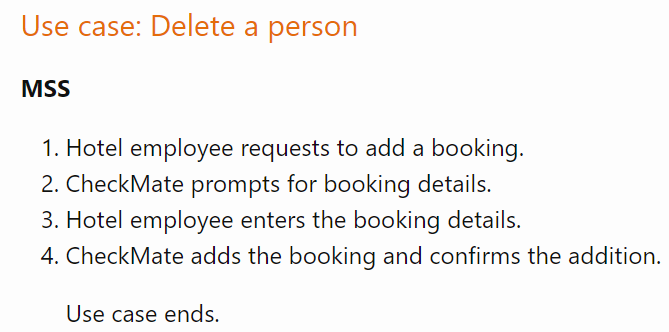 Use case: Delete a person
MSS
1. Hotel employee requests to add a booking.
2. CheckMate prompts for booking details.
3. Hotel employee enters the booking details.
4. CheckMate adds the booking and confirms the addition.
Use case ends.